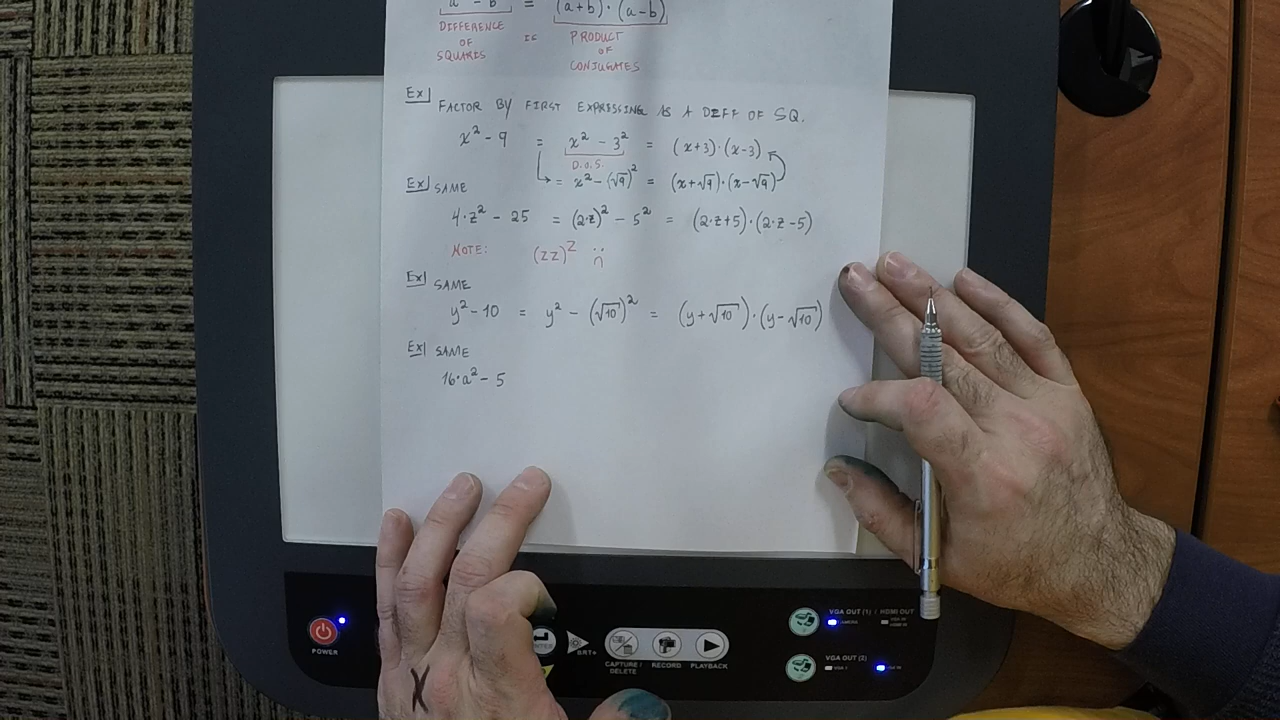 a² - b² = (a+b)·(a-b)
DIFFERENCE OF SQUARES IS PRODUCT OF CONJUGATES
Ex] FACTOR BY FIRST EXPRESSING AS A DIFF OF SQ.
x² - 9 = x² - 3² = (x+3)·(x-3)
D.O.S.
= x² - (√9)² = (x+√9)·(x-√9)
Ex] SAME
4·z² - 25 = (2·z)² - 5² = (2·z+5)·(2·z-5)
NOTE: (zz)^z
Ex] SAME
y² - 10 = y² - (√10)² = (y+√10)·(y-√10)
Ex] SAME
16·a² - 5
X
POWER
BRT+
CAPTURE / DELETE
RECORD
PLAYBACK
VGA OUT (1) / HDMI OUT
VGA OUT (2)